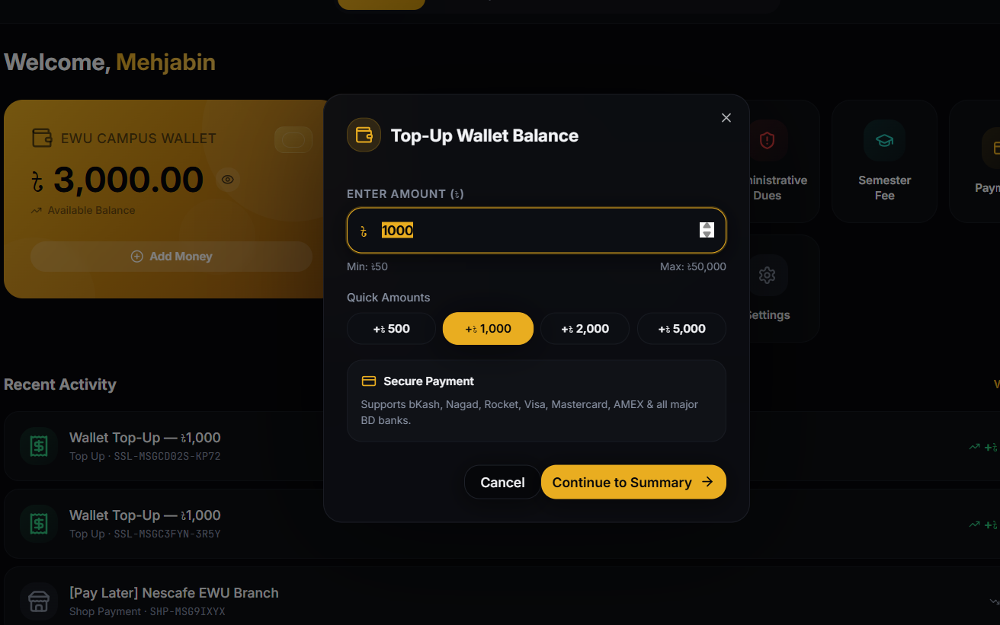 Welcome, Mehjabin
EWU CAMPUS WALLET
৳ 3,000.00
Available Balance
Add Money
Top-Up Wallet Balance
ENTER AMOUNT (৳)
৳ 1000
Min: ৳50
Max: ৳50,000
Quick Amounts
+৳ 500
+৳ 1,000
+৳ 2,000
+৳ 5,000
Secure Payment
Supports bKash, Nagad, Rocket, Visa, Mastercard, AMEX & all major
BD banks.
Cancel
Continue to Summary
Dues
Semester
Fee
Settings
Recent Activity
Wallet Top-Up — ৳1,000
Top Up · SSL-MSGCD02S-KP72
+৳
Wallet Top-Up — ৳1,000
Top Up · SSL-MSGC3FYN-3R5Y
+৳
[Pay Later] Nescafe EWU Branch
Shop Payment · SHP-MSG9IXYX